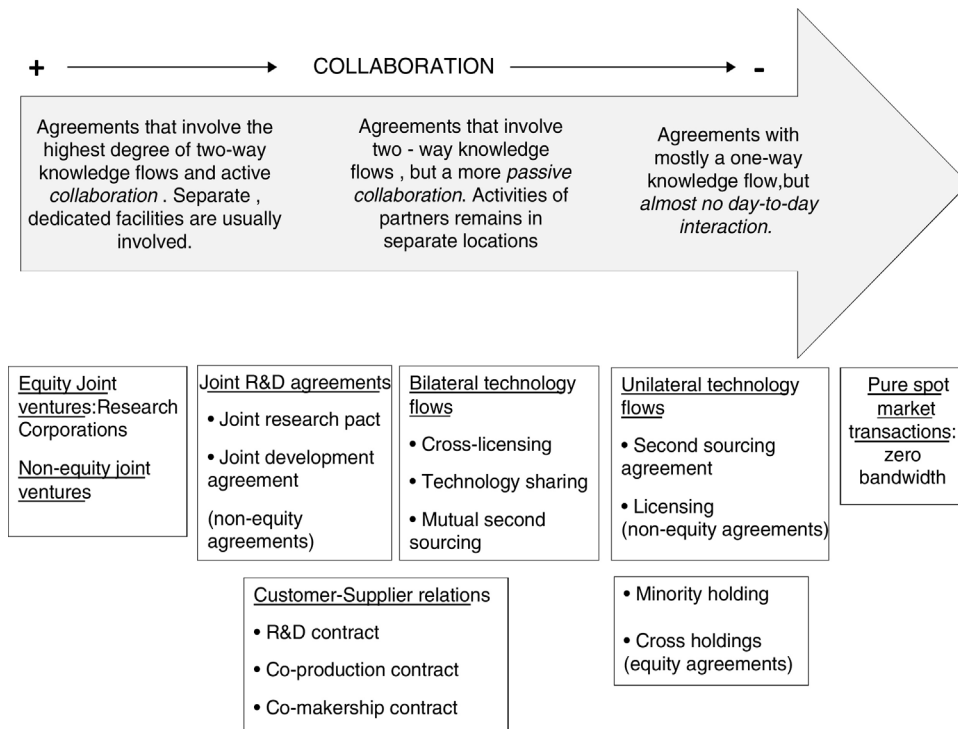 + COLLABORATION -
Agreements that involve the
highest degree of two-way
knowledge flows and active
collaboration . Separate ,
dedicated facilities are usually
involved.
Agreements that involve
two - way knowledge
flows , but a more passive
collaboration. Activities of
partners remains in
separate locations
Agreements with
mostly a one-way
knowledge flow,but
almost no day-to-day
interaction.
Equity Joint
ventures:Research
Corporations
Non-equity joint
ventures
Joint R&D agreements
• Joint research pact
• Joint development
agreement
(non-equity
agreements)
Bilateral technology
flows
• Cross-licensing
• Technology sharing
• Mutual second
sourcing
Unilateral technology
flows
• Second sourcing
agreement
• Licensing
(non-equity agreements)
Pure spot
market
transactions:
zero
bandwidth
Customer-Supplier relations
• R&D contract
• Co-production contract
• Co-makership contract
• Minority holding
• Cross holdings
(equity agreements)